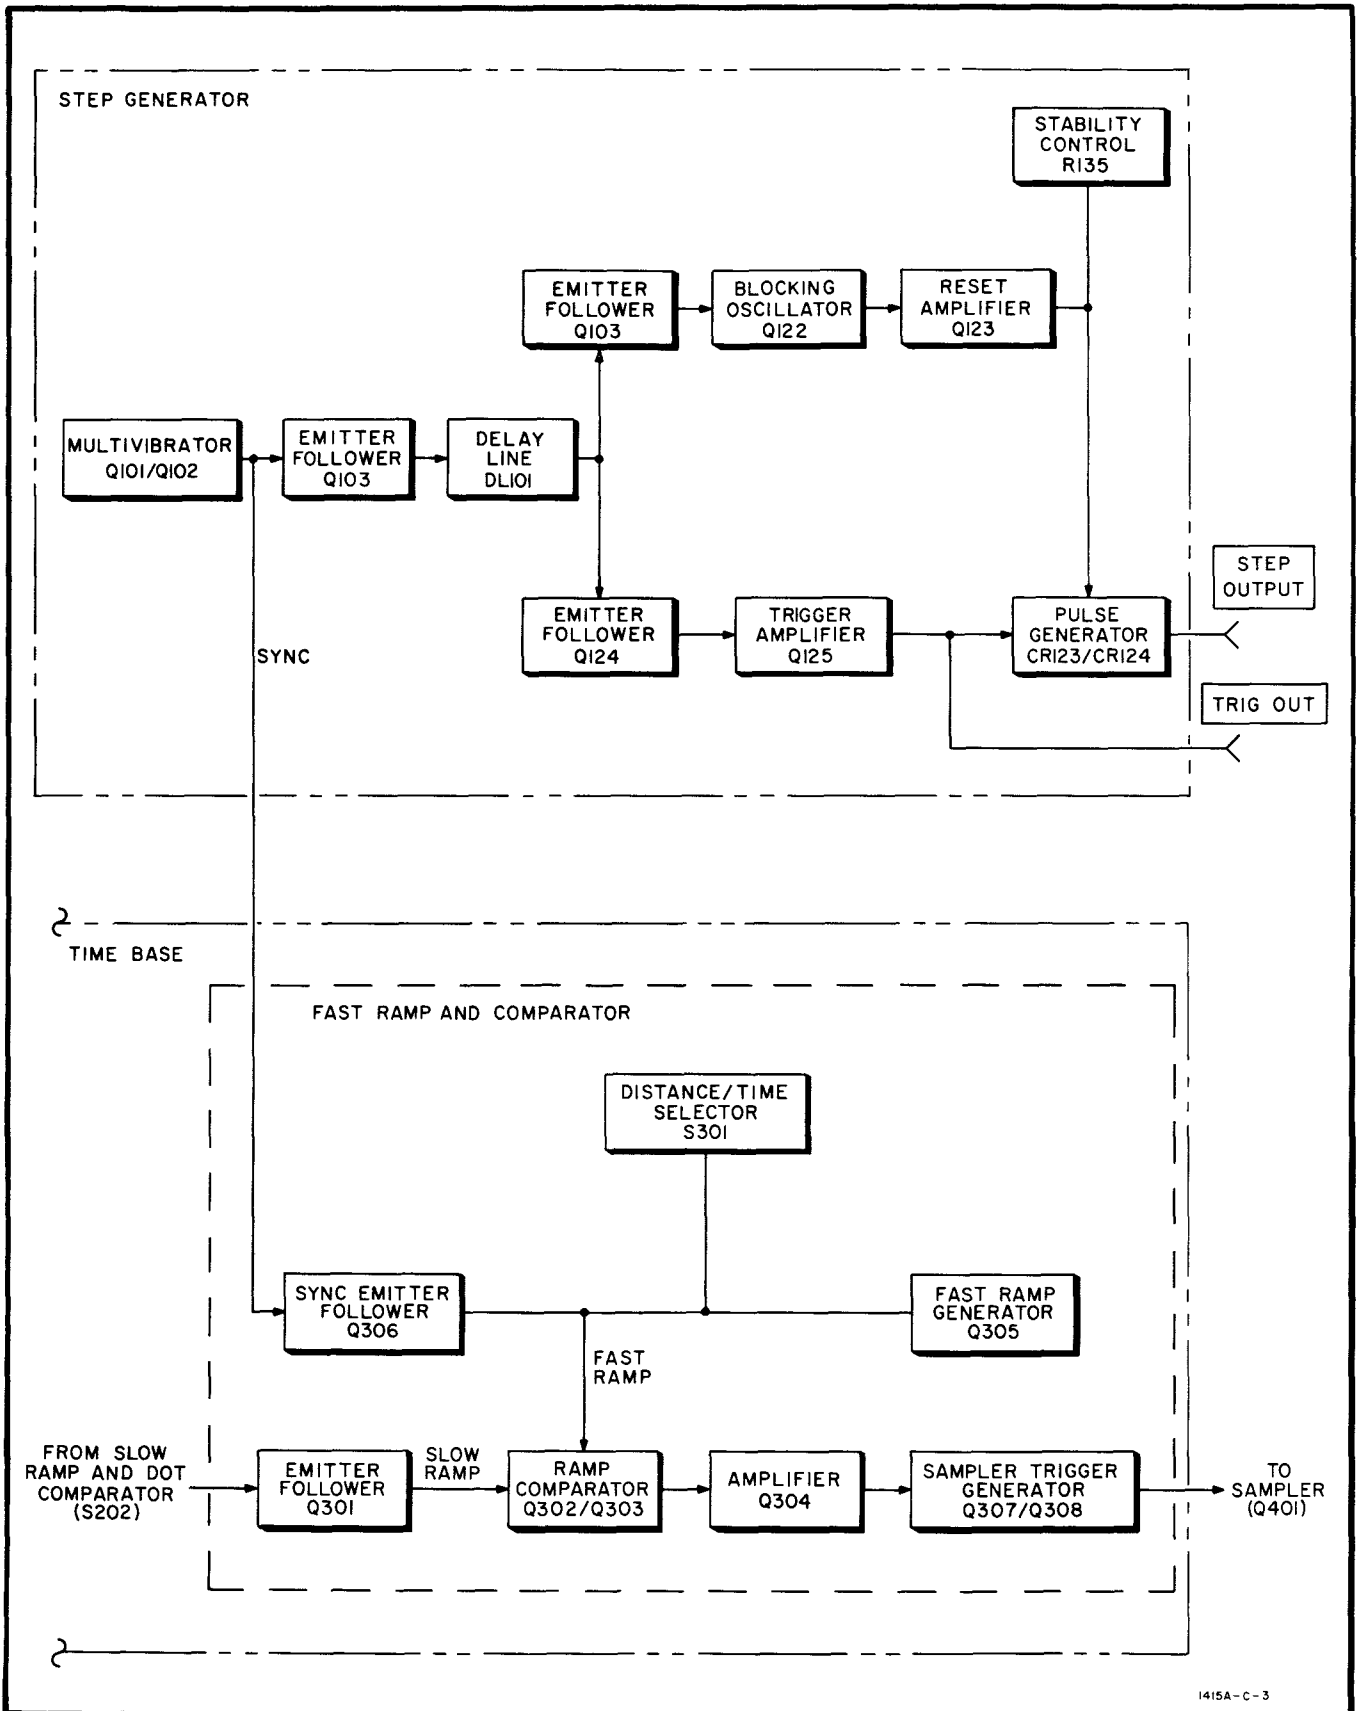 STEP GENERATOR
STABILITY
CONTROL
R135
EMITTER
FOLLOWER
Q103
BLOCKING
OSCILLATOR
Q122
RESET
AMPLIFIER
Q123
MULTIVIBRATOR
Q101/Q102
EMITTER
FOLLOWER
Q103
DELAY
LINE
DL101
SYNC
EMITTER
FOLLOWER
Q124
TRIGGER
AMPLIFIER
Q125
PULSE
GENERATOR
CR123/CR124
STEP
OUTPUT
TRIG OUT
TIME BASE
FAST RAMP AND COMPARATOR
DISTANCE/TIME
SELECTOR
S301
SYNC EMITTER
FOLLOWER
Q306
FAST RAMP
GENERATOR
Q305
FAST
RAMP
FROM SLOW
RAMP AND DOT
COMPARATOR
(S202)
EMITTER
FOLLOWER
Q301
SLOW
RAMP
RAMP
COMPARATOR
Q302/Q303
AMPLIFIER
Q304
SAMPLER TRIGGER
GENERATOR
Q307/Q308
TO
SAMPLER
(Q401)
1415A-C-3